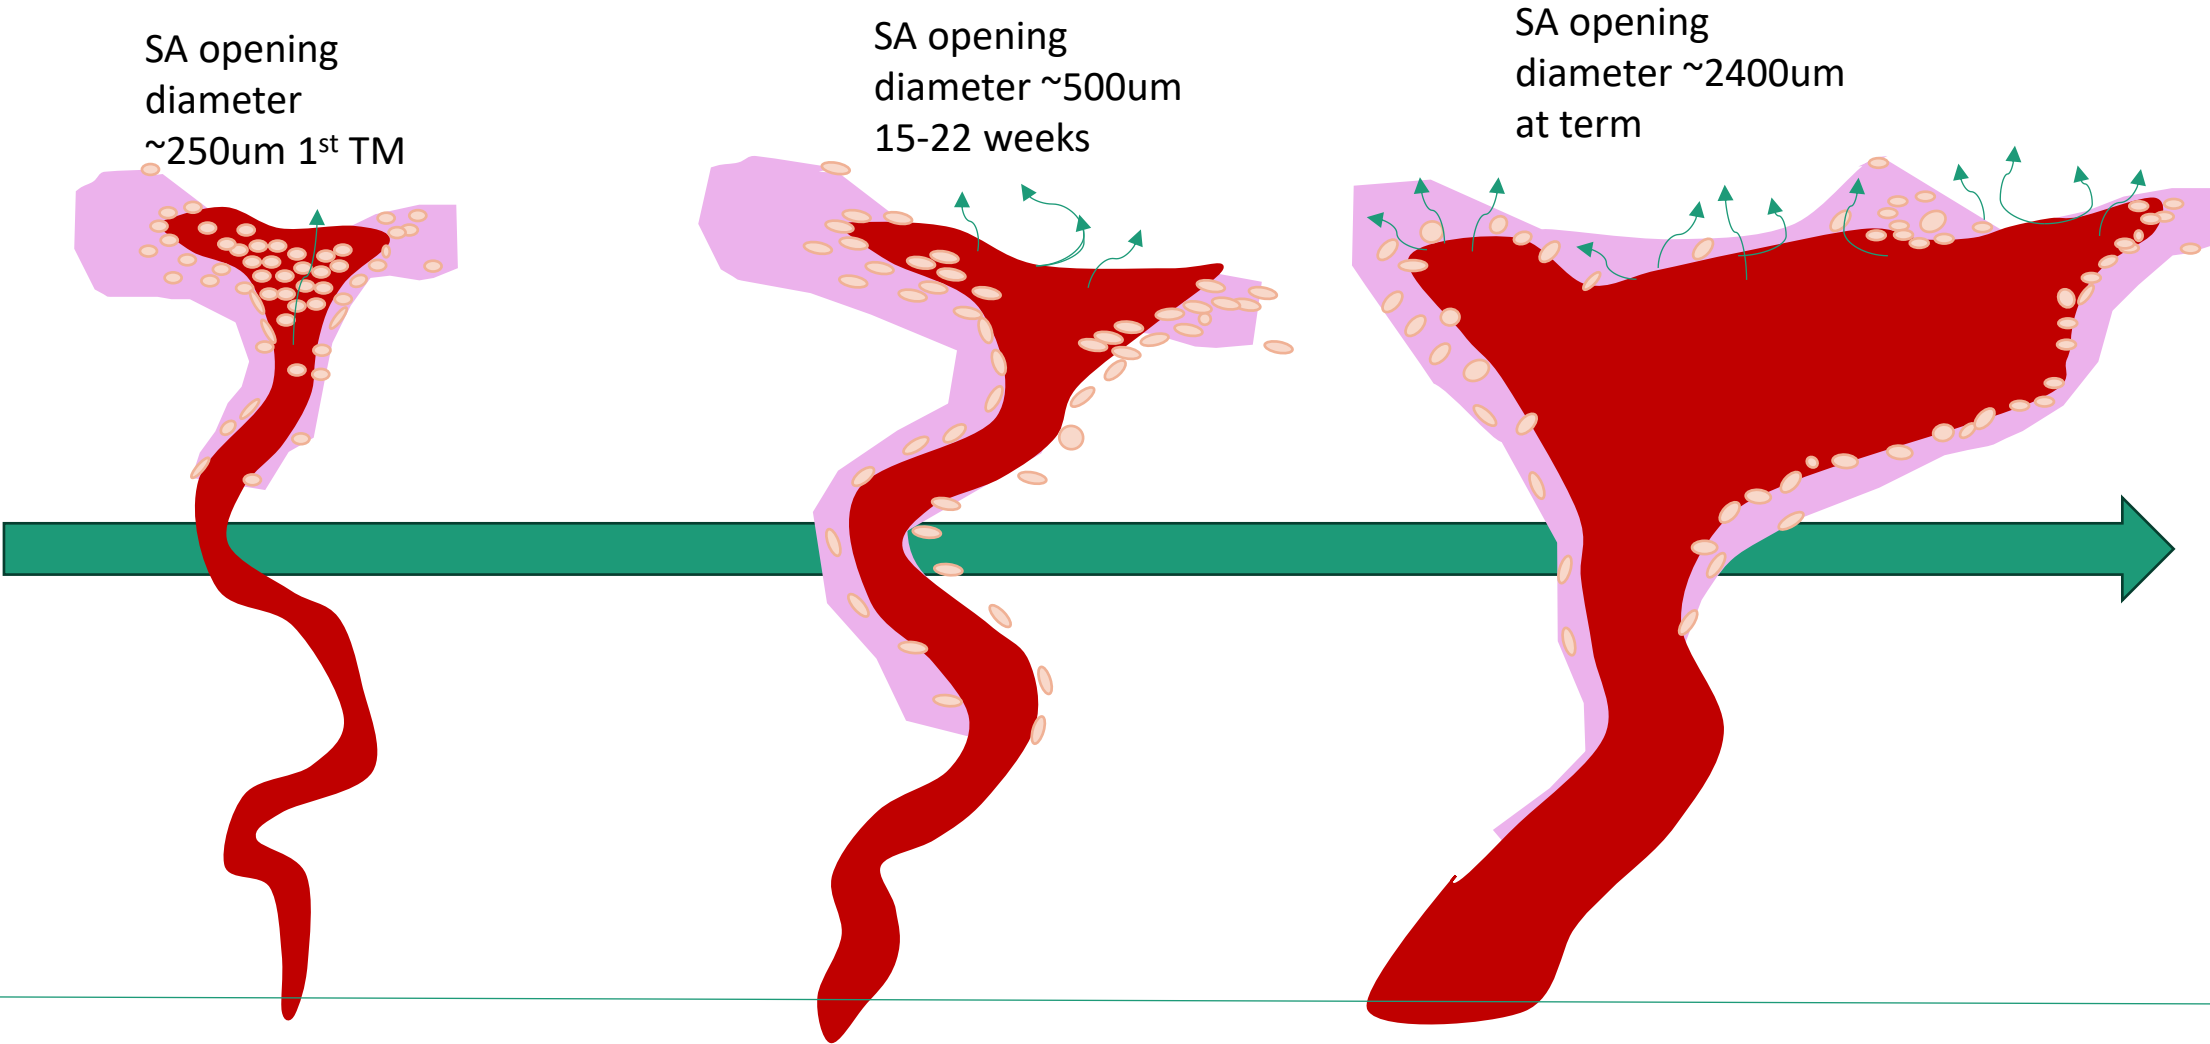 SA opening
diameter
~250um 1st TM
SA opening
diameter ~500um
15-22 weeks
SA opening
diameter ~2400um
at term